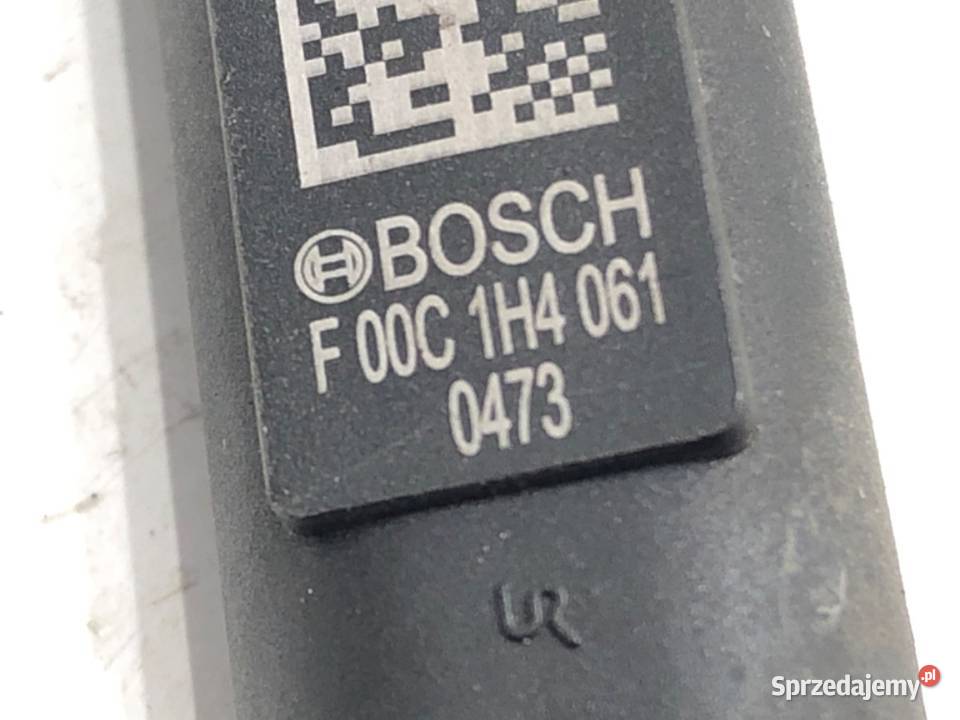 BOSCH
F 00C 1H4 061
0473
UR
Sprzedajemy.pl